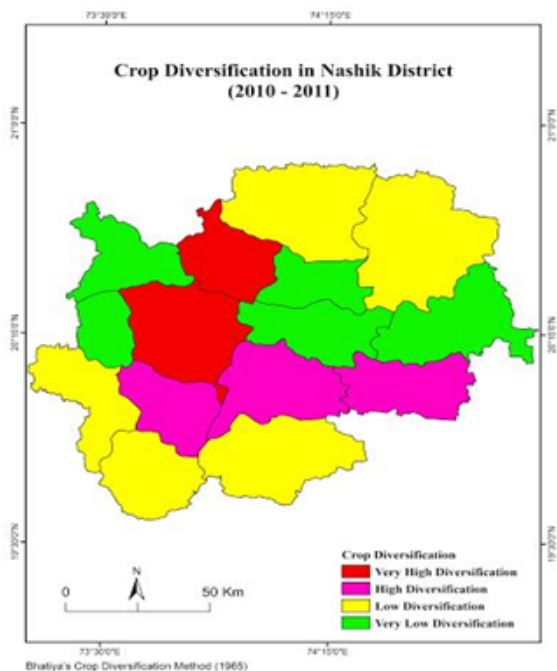 73°30'0"E 74°15'0"E
Crop Diversification in Nashik District
(2010 - 2011)
21°0'0"N 21°0'0"N
20°15'0"N 20°15'0"N
19°30'0"N 19°30'0"N
Crop Diversification
Very High Diversification
N
High Diversification
0 50 Km
Low Diversification
Very Low Diversification
73°30'0"E 74°15'0"E
Bhatiya's Crop Diversification Method (1965)